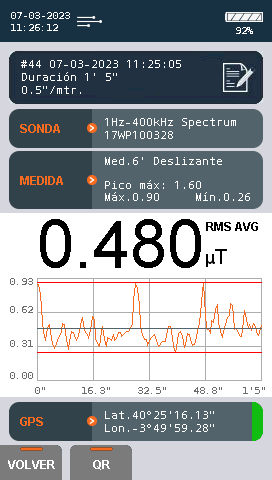 07-03-2023
11:26:12
92%
#44 07-03-2023 11:25:05
Duración 1' 5"
0.5"/mtr.
SONDA
1Hz-400kHz Spectrum
17WP100328
MEDIDA
Med.6' Deslizante
Pico máx: 1.60
Máx.0.90 Mín.0.26
0.480 RMS AVG
µT
0.93
0.62
0.31
0.00
0" 16.3" 32.5" 48.8" 1'5"
GPS
Lat.40°25'16.13"
Lon.-3°49'59.28"
VOLVER QR